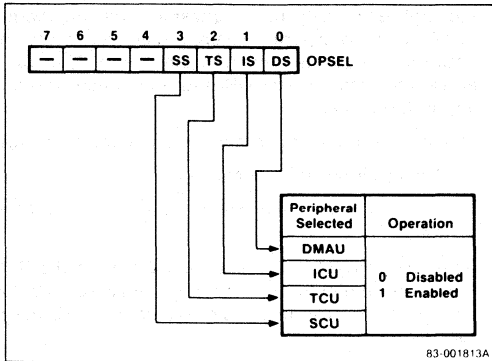 7 6 5 4 3 2 1 0
— — — — SS TS IS DS OPSEL
Peripheral Selected Operation
DMAU
ICU
TCU
SCU
0 Disabled
1 Enabled
83-001813A